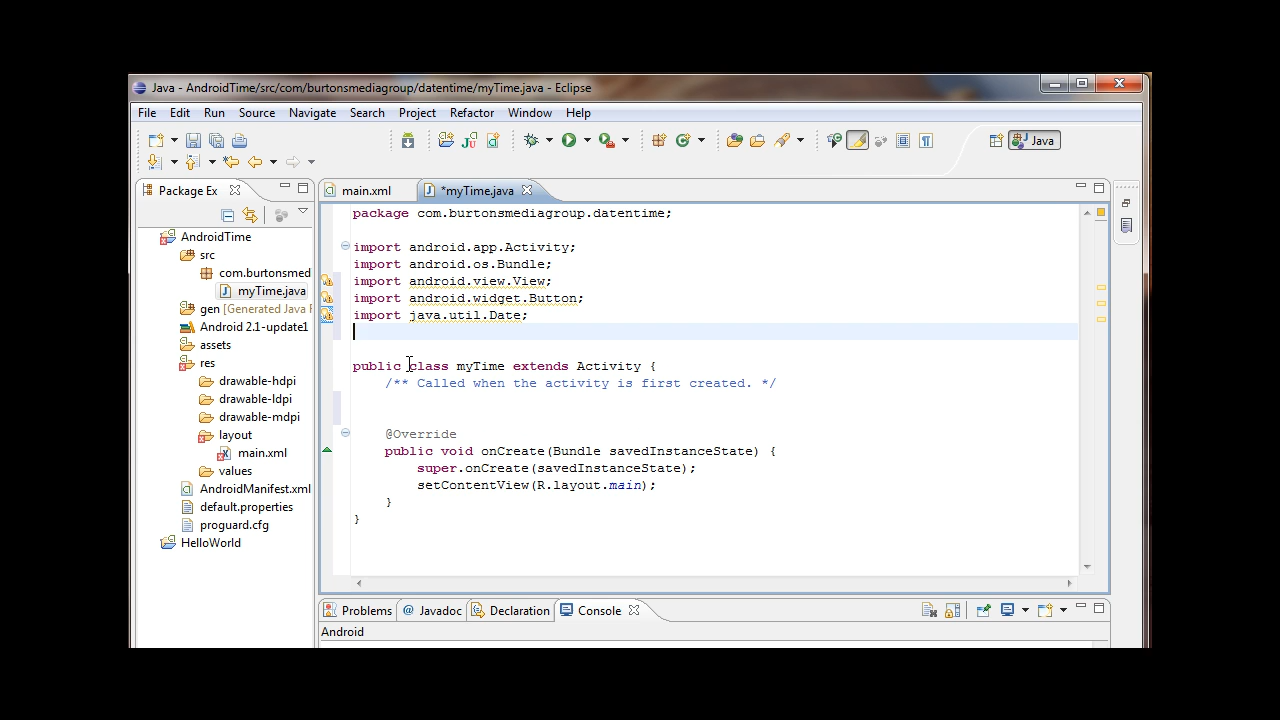 Java - AndroidTime/src/com/burtonsmediagroup/datentime/myTime.java - Eclipse
File Edit Run Source Navigate Search Project Refactor Window Help
Java
Package Ex
main.xml
*myTime.java
AndroidTime
src
com.burtonsmed
myTime.java
gen [Generated Java F
Android 2.1-update1
assets
res
drawable-hdpi
drawable-ldpi
drawable-mdpi
layout
main.xml
values
AndroidManifest.xml
default.properties
proguard.cfg
HelloWorld
package com.burtonsmediagroup.datentime;
import android.app.Activity;
import android.os.Bundle;
import android.view.View;
import android.widget.Button;
import java.util.Date;
public class myTime extends Activity {
/** Called when the activity is first created. */
@Override
public void onCreate(Bundle savedInstanceState) {
super.onCreate(savedInstanceState);
setContentView(R.layout.main);
}
}
Problems @ Javadoc Declaration Console
Android